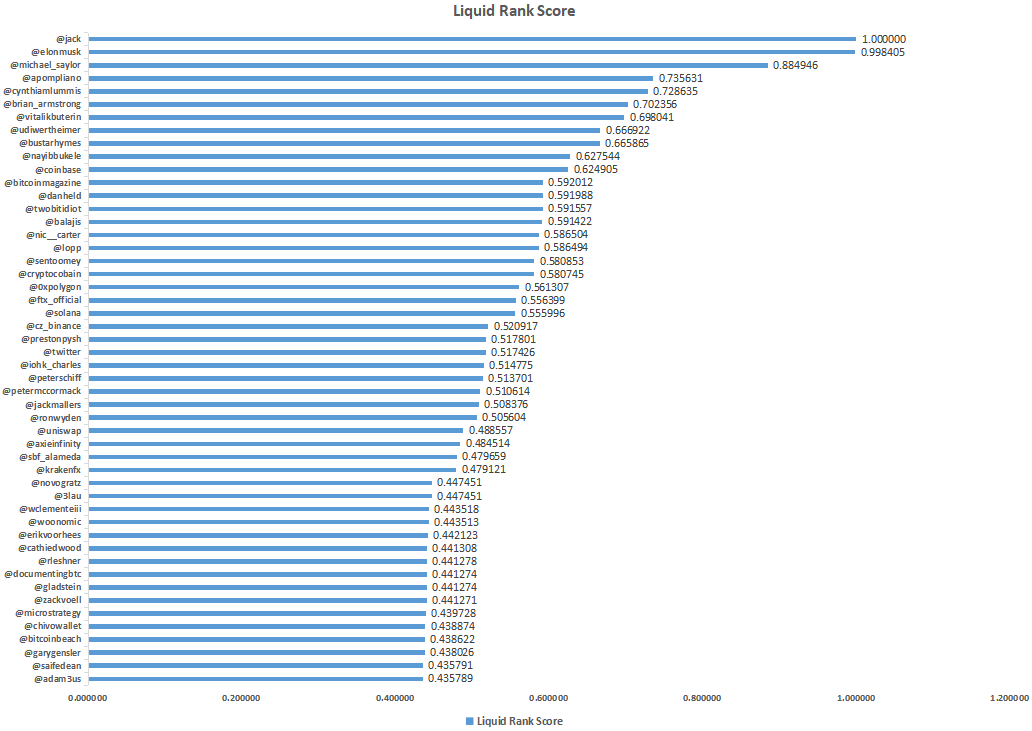 Liquid Rank Score
@jack 1.000000
@elonmusk 0.998405
@michael_saylor 0.884946
@apompliano 0.735631
@cynthiamlummis 0.728635
@brian_armstrong 0.702356
@vitalikbuterin 0.698041
@udiwertheimer 0.666922
@bustarhymes 0.665865
@nayibbukele 0.627544
@coinbase 0.624905
@bitcoinmagazine 0.592012
@danheld 0.591988
@twobitidiot 0.591557
@balajis 0.591422
@nic__carter 0.586504
@lopp 0.586494
@sentoomey 0.580853
@cryptocobain 0.580745
@0xpolygon 0.561307
@ftx_official 0.556399
@solana 0.555996
@cz_binance 0.520917
@prestonpysh 0.517801
@twitter 0.517426
@iohk_charles 0.514775
@peterschiff 0.513701
@petermccormack 0.510614
@jackmallers 0.508376
@ronwyden 0.505604
@uniswap 0.488557
@axieinfinity 0.484514
@sbf_alameda 0.479659
@krakenfx 0.479121
@novogratz 0.447451
@3lau 0.447451
@wclementeiii 0.443518
@woonomic 0.443513
@erikvoorhees 0.442123
@cathiedwood 0.441308
@rleshner 0.441278
@documentingbtc 0.441274
@gladstein 0.441274
@zackvoell 0.441271
@microstrategy 0.439728
@chivowallet 0.438874
@bitcoinbeach 0.438622
@garygensler 0.438026
@saifedean 0.435791
@adam3us 0.435789
0.000000 0.200000 0.400000 0.600000 0.800000 1.000000 1.200000
Liquid Rank Score